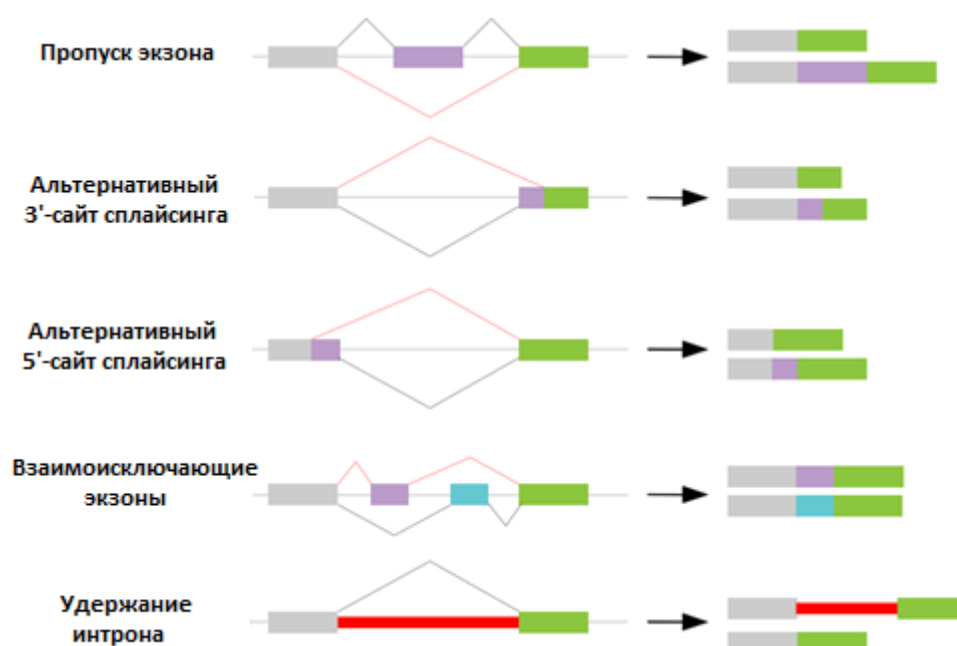 Пропуск экзона
Альтернативный
3'-сайт сплайсинга
Альтернативный
5'-сайт сплайсинга
Взаимоисключающие
экзоны
Удержание
интрона